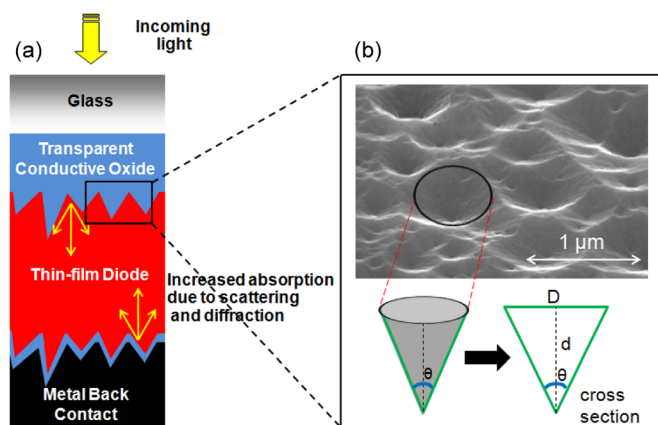 (a)
Incoming
light
Glass
Transparent
Conductive Oxide
Thin-film Diode
Increased absorption
due to scattering
and diffraction
Metal Back
Contact
(b)
1 μm
θ
D
d
θ
cross
section